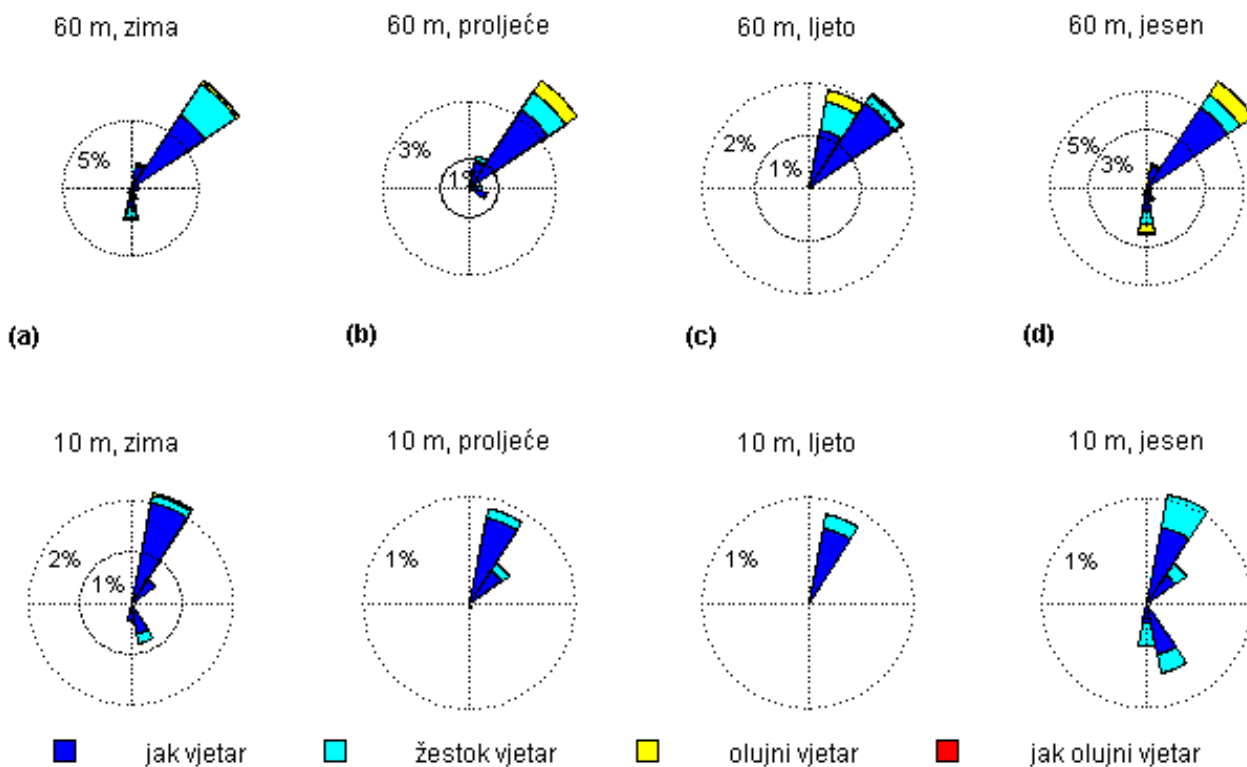 60 m, zima
60 m, proljeće
60 m, ljeto
60 m, jesen
5%
3%
1%
2%
1%
5%
3%
(a)
(b)
(c)
(d)
10 m, zima
10 m, proljeće
10 m, ljeto
10 m, jesen
2%
1%
1%
1%
1%
jak vjetar
žestok vjetar
olujni vjetar
jak olujni vjetar